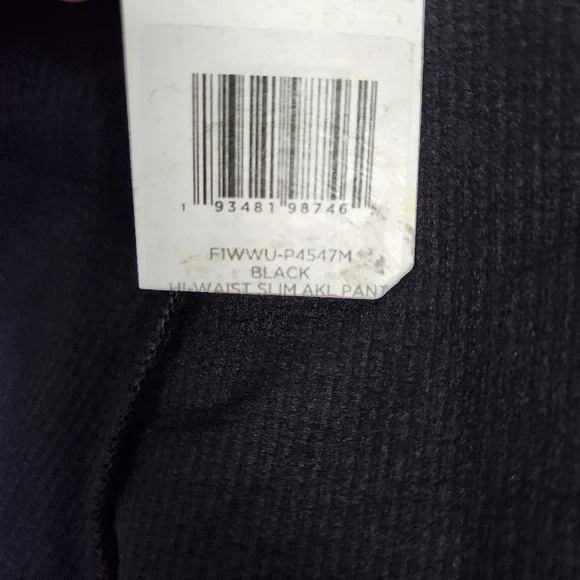 1 93481 98746
F1WWU-P4547M
BLACK
HI-WAIST SLIM AKL PANT